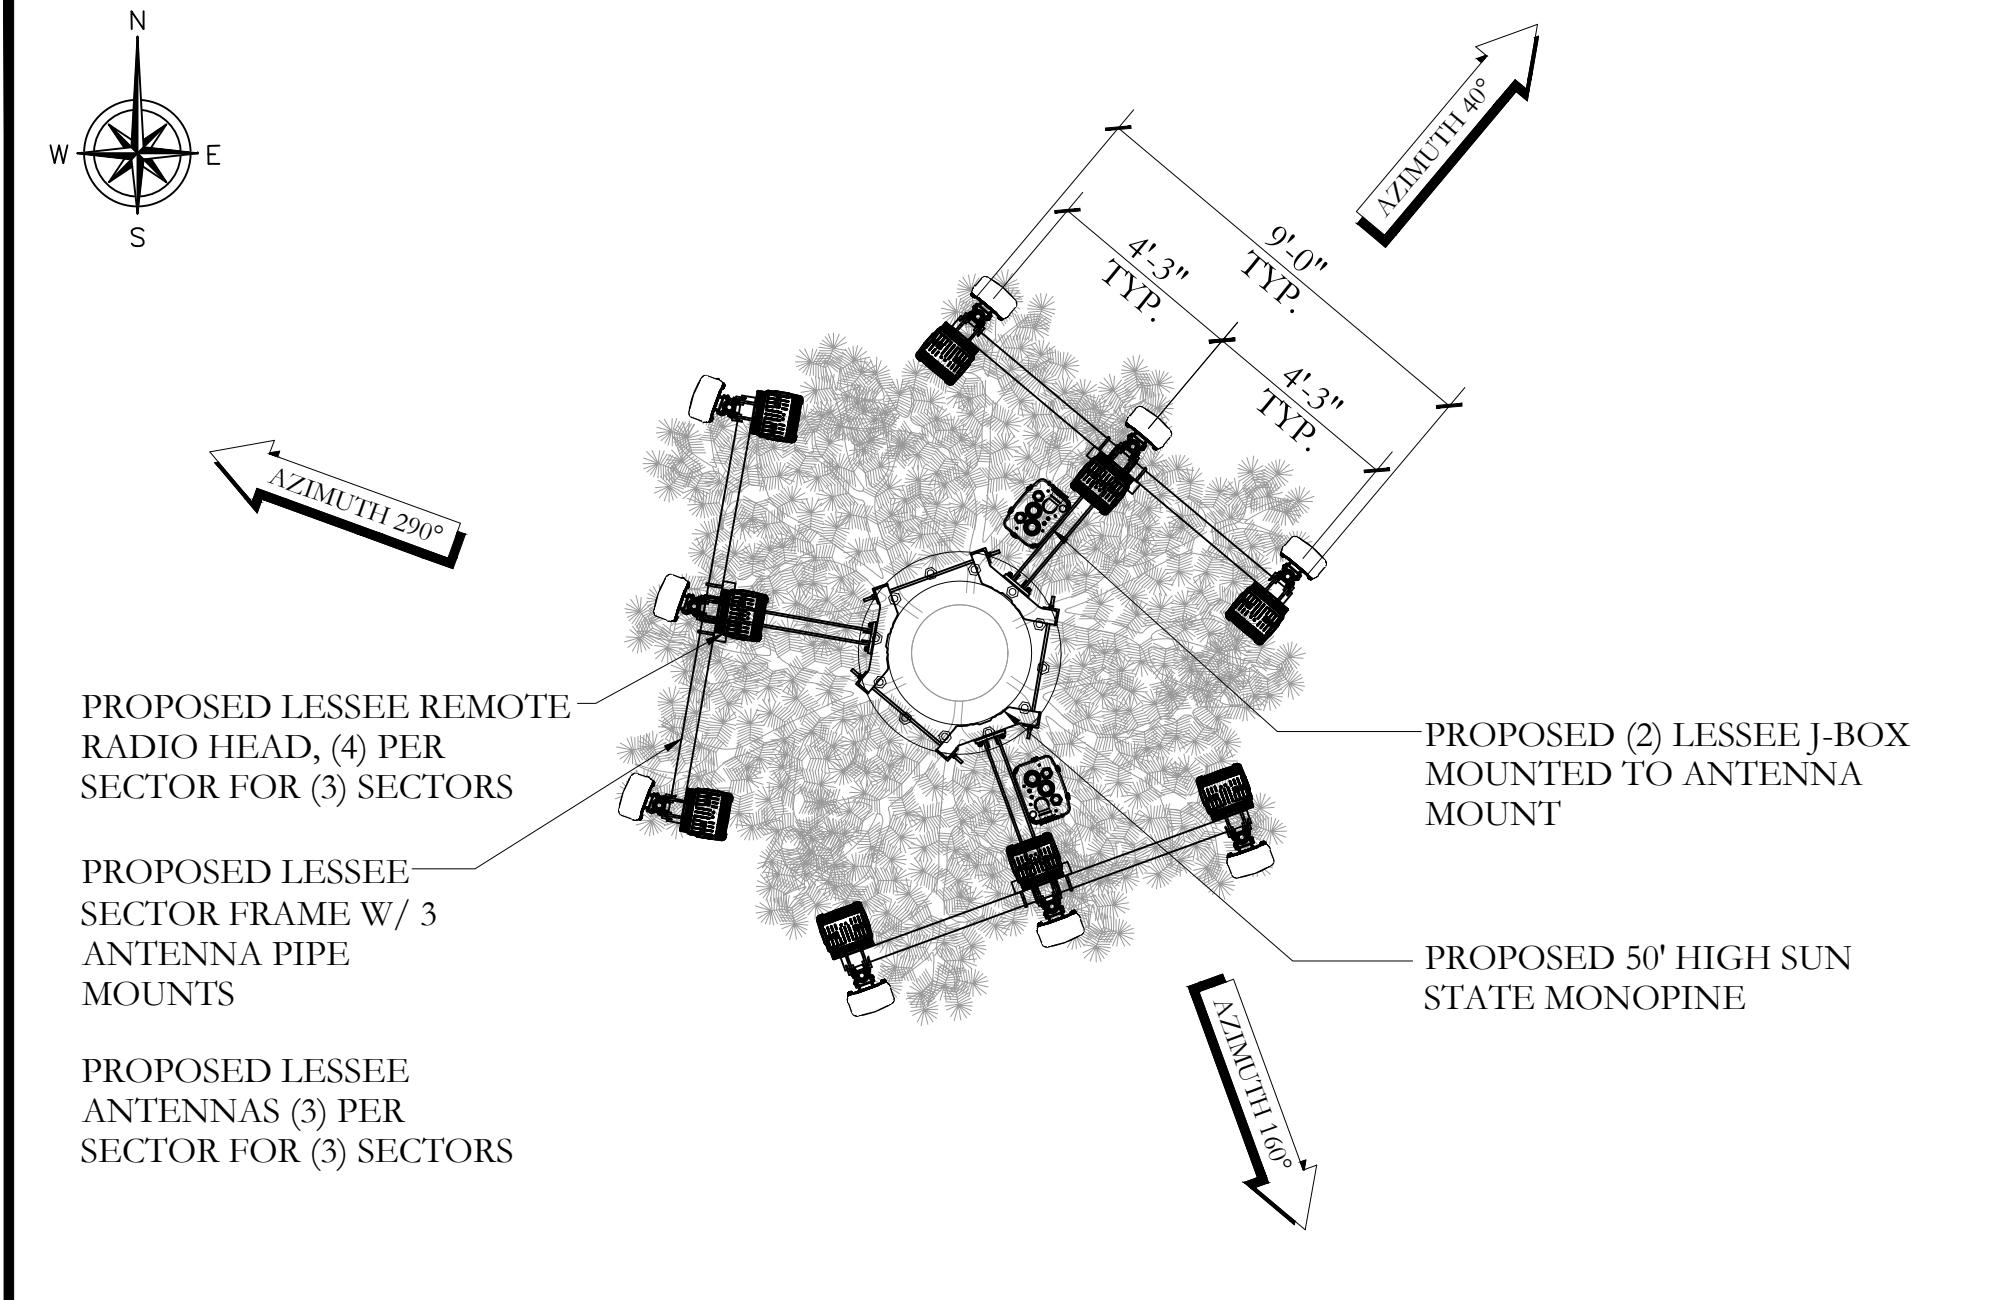 N
W
E
S
AZIMUTH 40°
9'-0"
TYP.
4'-3"
TYP.
4'-3"
TYP.
AZIMUTH 290°
PROPOSED LESSEE REMOTE
RADIO HEAD, (4) PER
SECTOR FOR (3) SECTORS
PROPOSED LESSEE
SECTOR FRAME W/ 3
ANTENNA PIPE
MOUNTS
PROPOSED LESSEE
ANTENNAS (3) PER
SECTOR FOR (3) SECTORS
PROPOSED (2) LESSEE J-BOX
MOUNTED TO ANTENNA
MOUNT
PROPOSED 50' HIGH SUN
STATE MONOPINE
AZIMUTH 160°